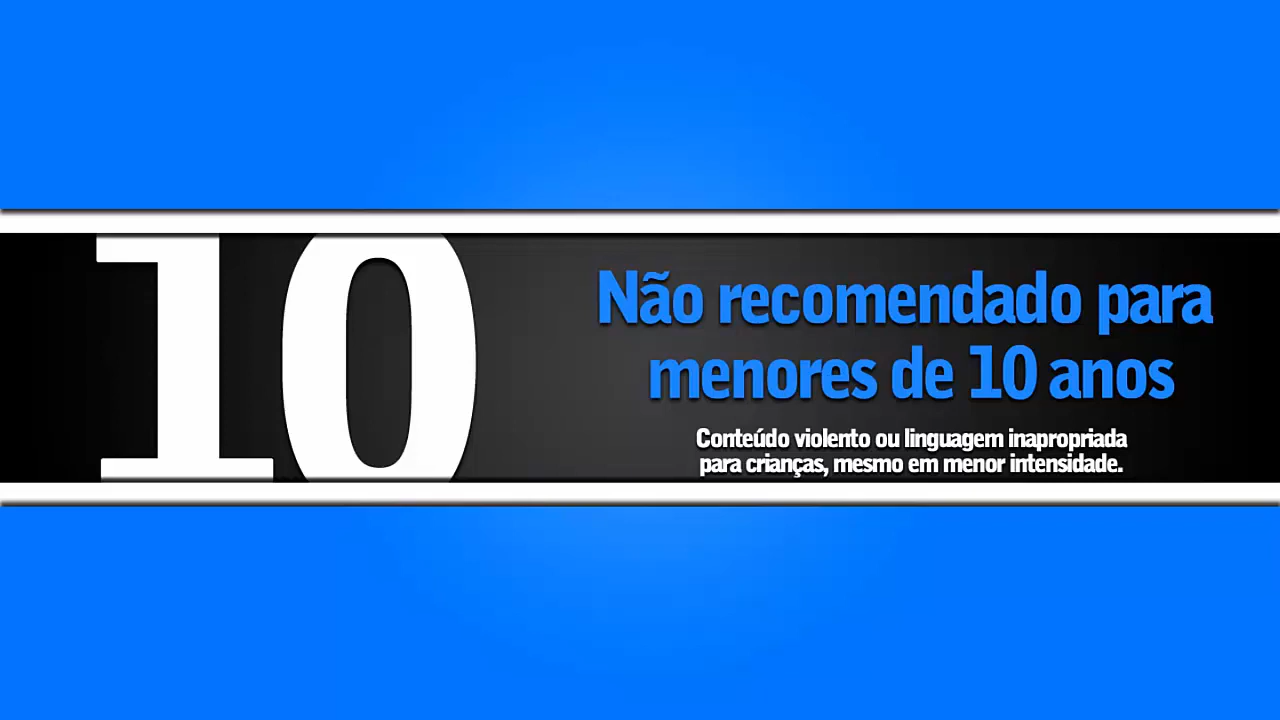 10
Não recomendado para
menores de 10 anos
Conteúdo violento ou linguagem inapropriada
para crianças, mesmo em menor intensidade.